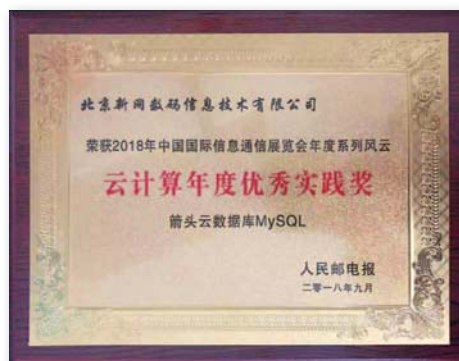 北京新网数码信息技术有限公司
荣获2018年中国国际信息通信展览会年度系列风云
云计算年度优秀实践奖
箭头云数据库MySQL
人民邮电报
二零一八年九月